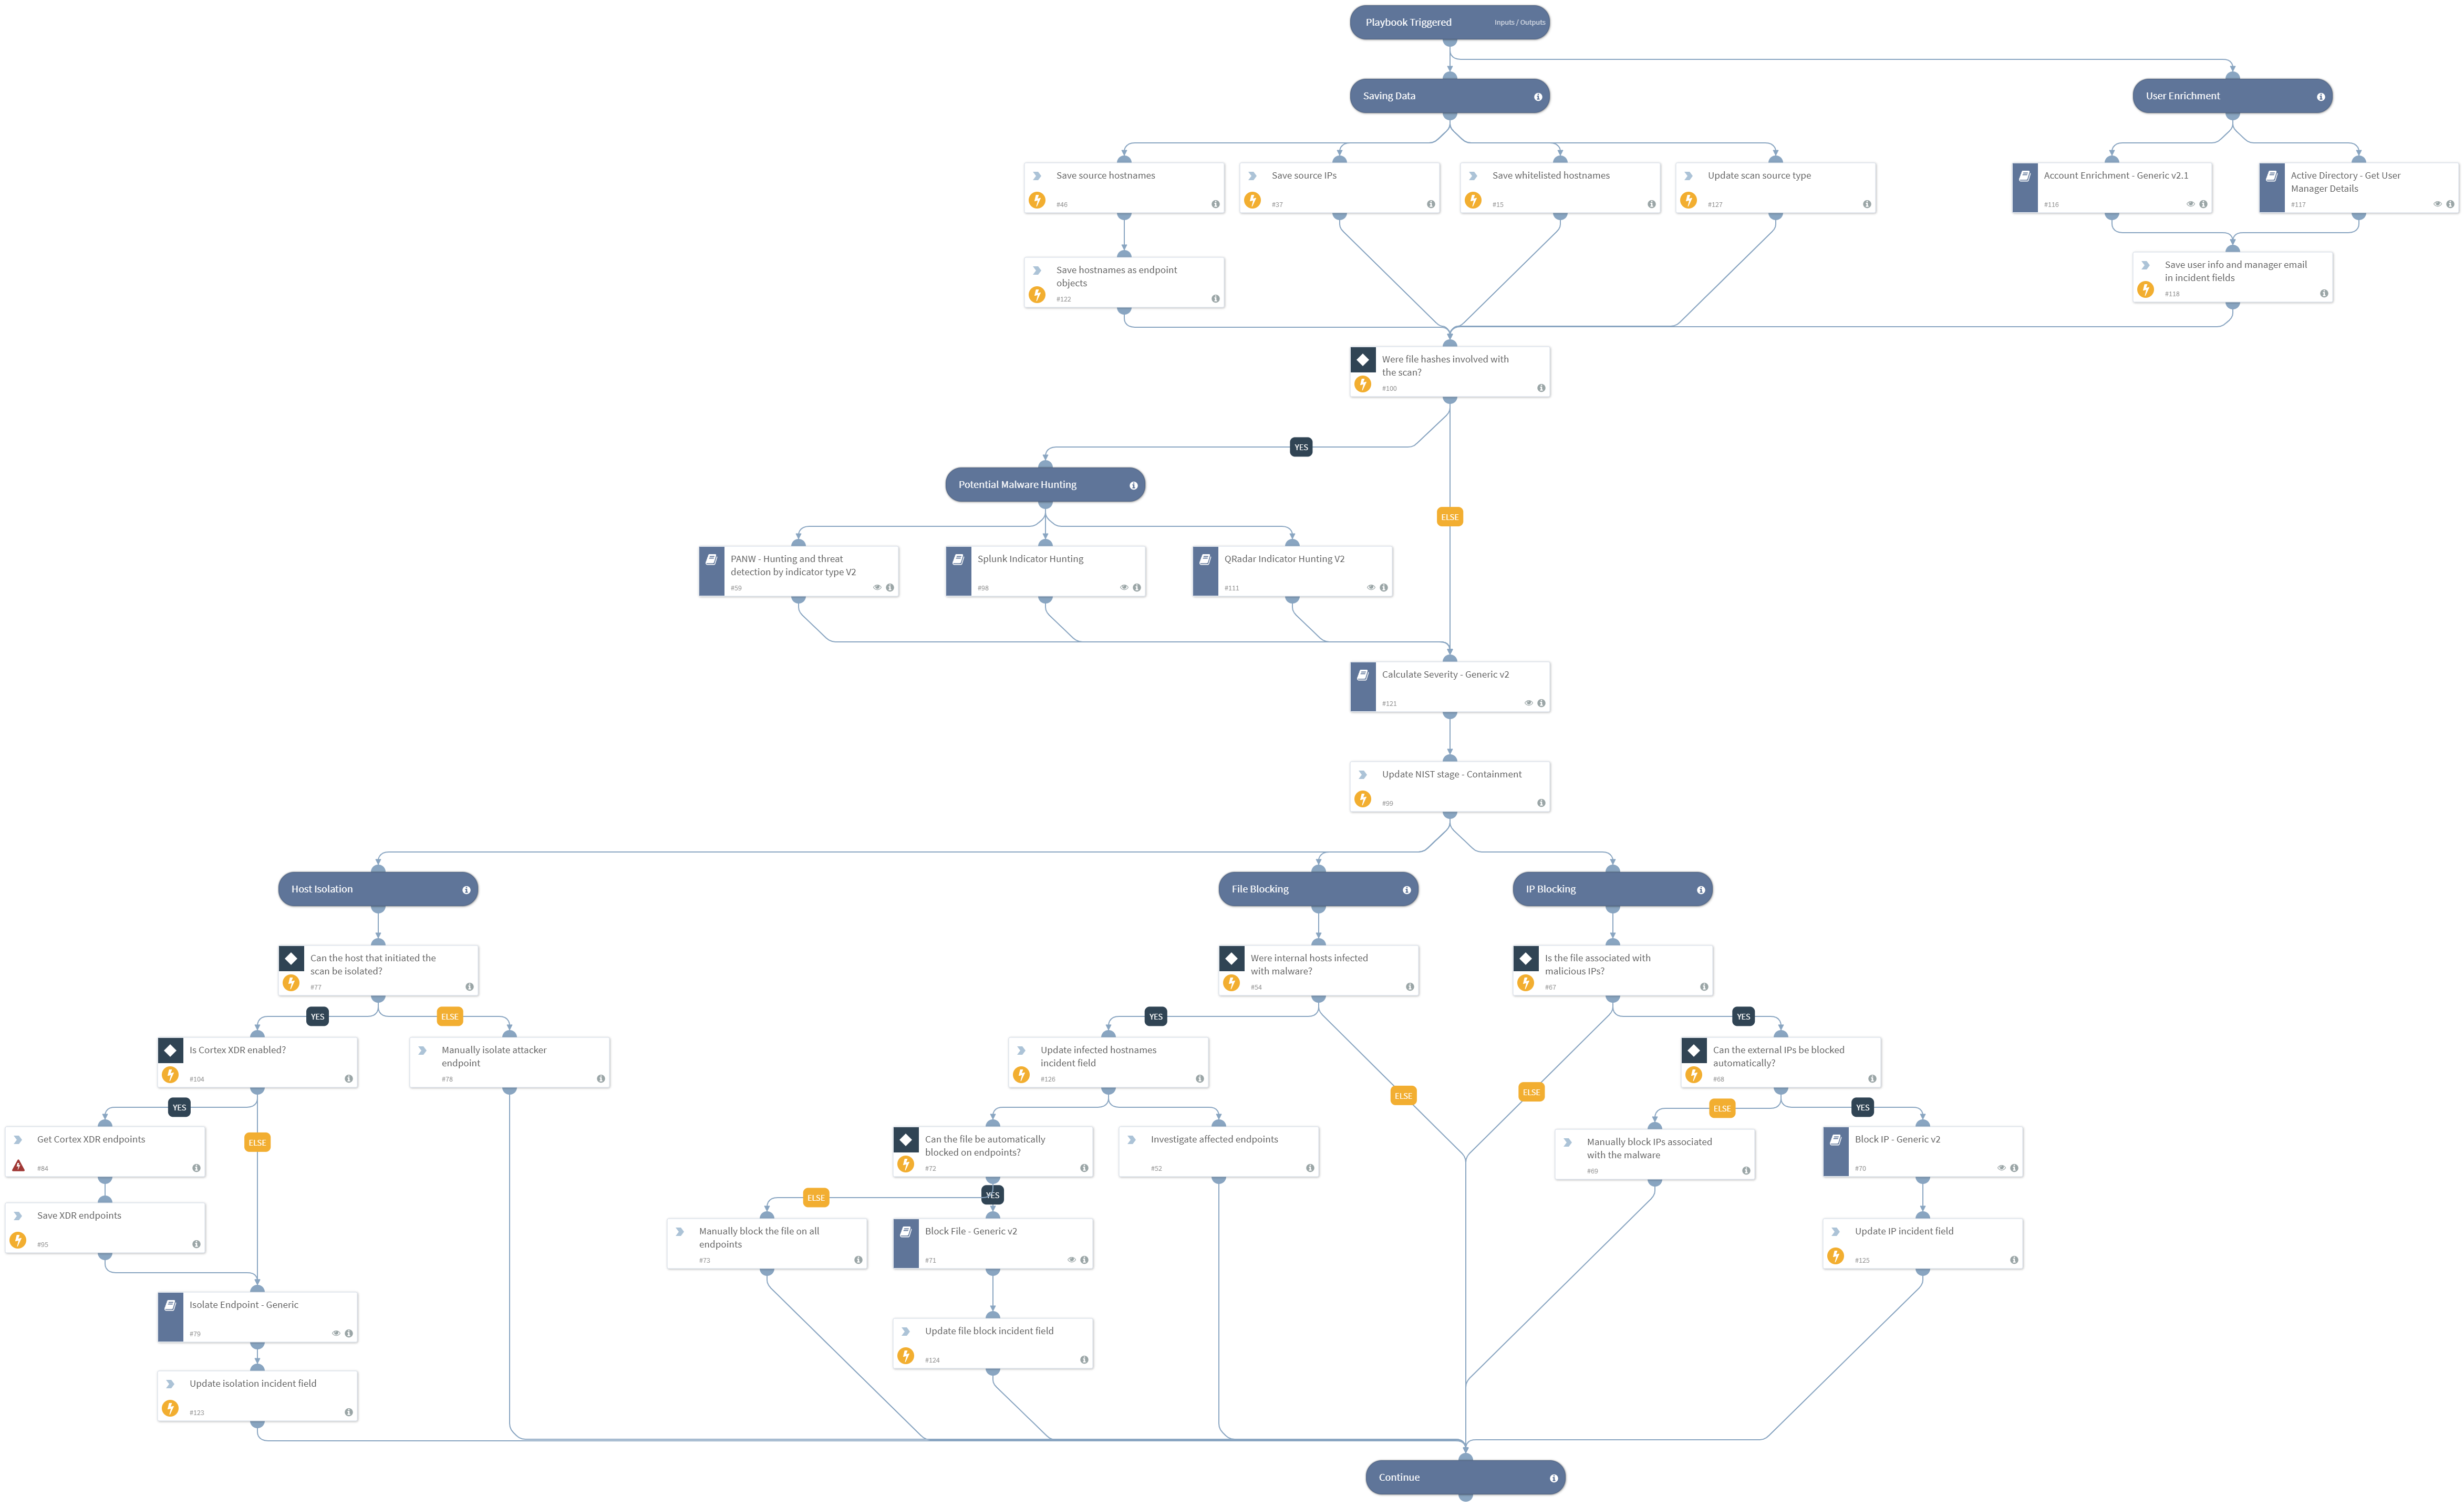 Playbook Triggered
Inputs / Outputs
Saving Data
User Enrichment
Save source hostnames
#46
Save source IPs
#37
Save whitelisted hostnames
#15
Update scan source type
#127
Account Enrichment - Generic v2.1
#116
Active Directory - Get User
Manager Details
#117
Save hostnames as endpoint
objects
#122
Save user info and manager email
in incident fields
#118
Were file hashes involved with
the scan?
#100
YES
Potential Malware Hunting
ELSE
PANW - Hunting and threat
detection by indicator type V2
#59
Splunk Indicator Hunting
#98
QRadar Indicator Hunting V2
#111
Calculate Severity - Generic v2
#121
Update NIST stage - Containment
#99
Host Isolation
File Blocking
IP Blocking
Can the host that initiated the
scan be isolated?
#77
Were internal hosts infected
with malware?
#54
Is the file associated with
malicious IPs?
#67
YES
ELSE
YES
YES
Is Cortex XDR enabled?
#104
Manually isolate attacker
endpoint
#78
Update infected hostnames
incident field
#126
Can the external IPs be blocked
automatically?
#68
ELSE
ELSE
YES
ELSE
YES
Get Cortex XDR endpoints
#84
ELSE
Can the file be automatically
blocked on endpoints?
#72
Investigate affected endpoints
#52
Manually block IPs associated
with the malware
#69
Block IP - Generic v2
#70
ELSE
YES
Save XDR endpoints
#95
Manually block the file on all
endpoints
#73
Block File - Generic v2
#71
Update IP incident field
#125
Isolate Endpoint - Generic
#79
Update file block incident field
#124
Update isolation incident field
#123
Continue